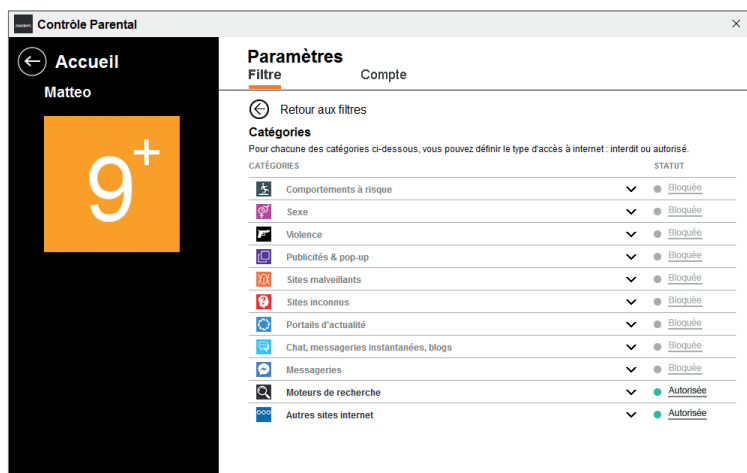 Contrôle Parental
Accueil
Matteo
9+
Paramètres
Filtre Compte
Retour aux filtres
Catégories
Pour chacune des catégories ci-dessous, vous pouvez définir le type d'accès à internet : interdit ou autorisé.
CATÉGORIES STATUT
Comportements à risque Bloquée
Sexe Bloquée
Violence Bloquée
Publicités & pop-up Bloquée
Sites malveillants Bloquée
Sites inconnus Bloquée
Portails d'actualité Bloquée
Chat, messageries instantanées, blogs Bloquée
Messageries Bloquée
Moteurs de recherche Autorisée
Autres sites internet Autorisée